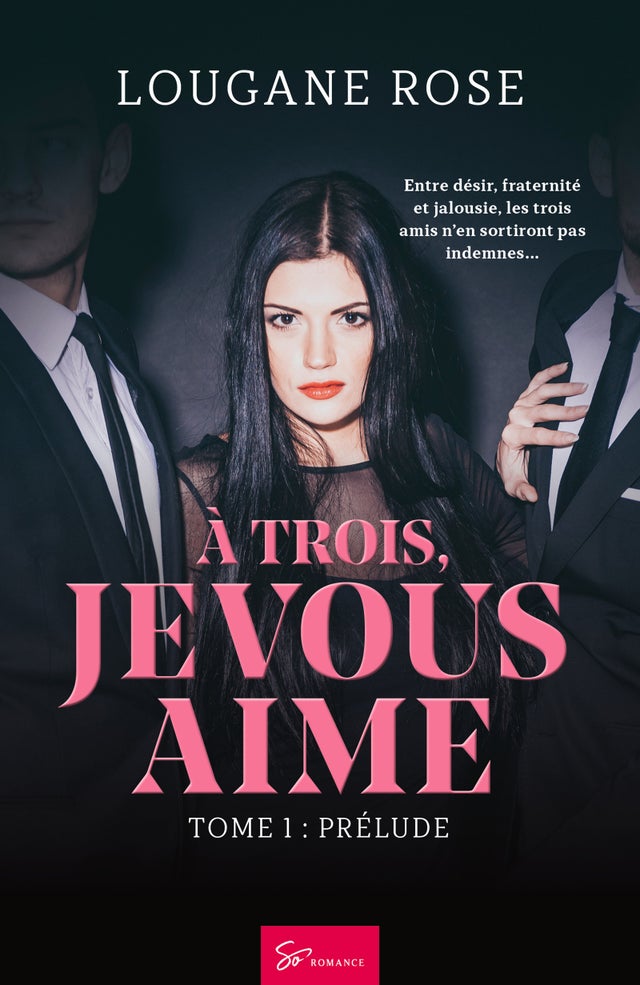 LOUGANE ROSE
Entre désir, fraternité
et jalousie, les trois
amis n’en sortiront pas
indemnes...
À TROIS,
JE VOUS
AIME
TOME 1 : PRÉLUDE
So ROMANCE